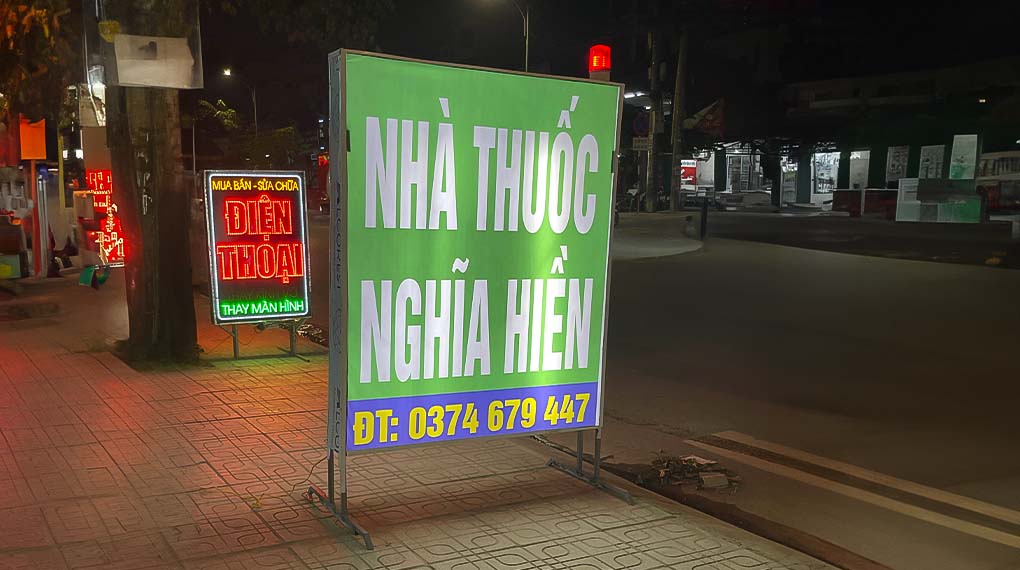 NHÀ THUỐC
NGHĨA HIỀN
ĐT: 0374 679 447
MUA BÁN - SỬA CHỮA
ĐIỆN
THOẠI
THAY MÀN HÌNH